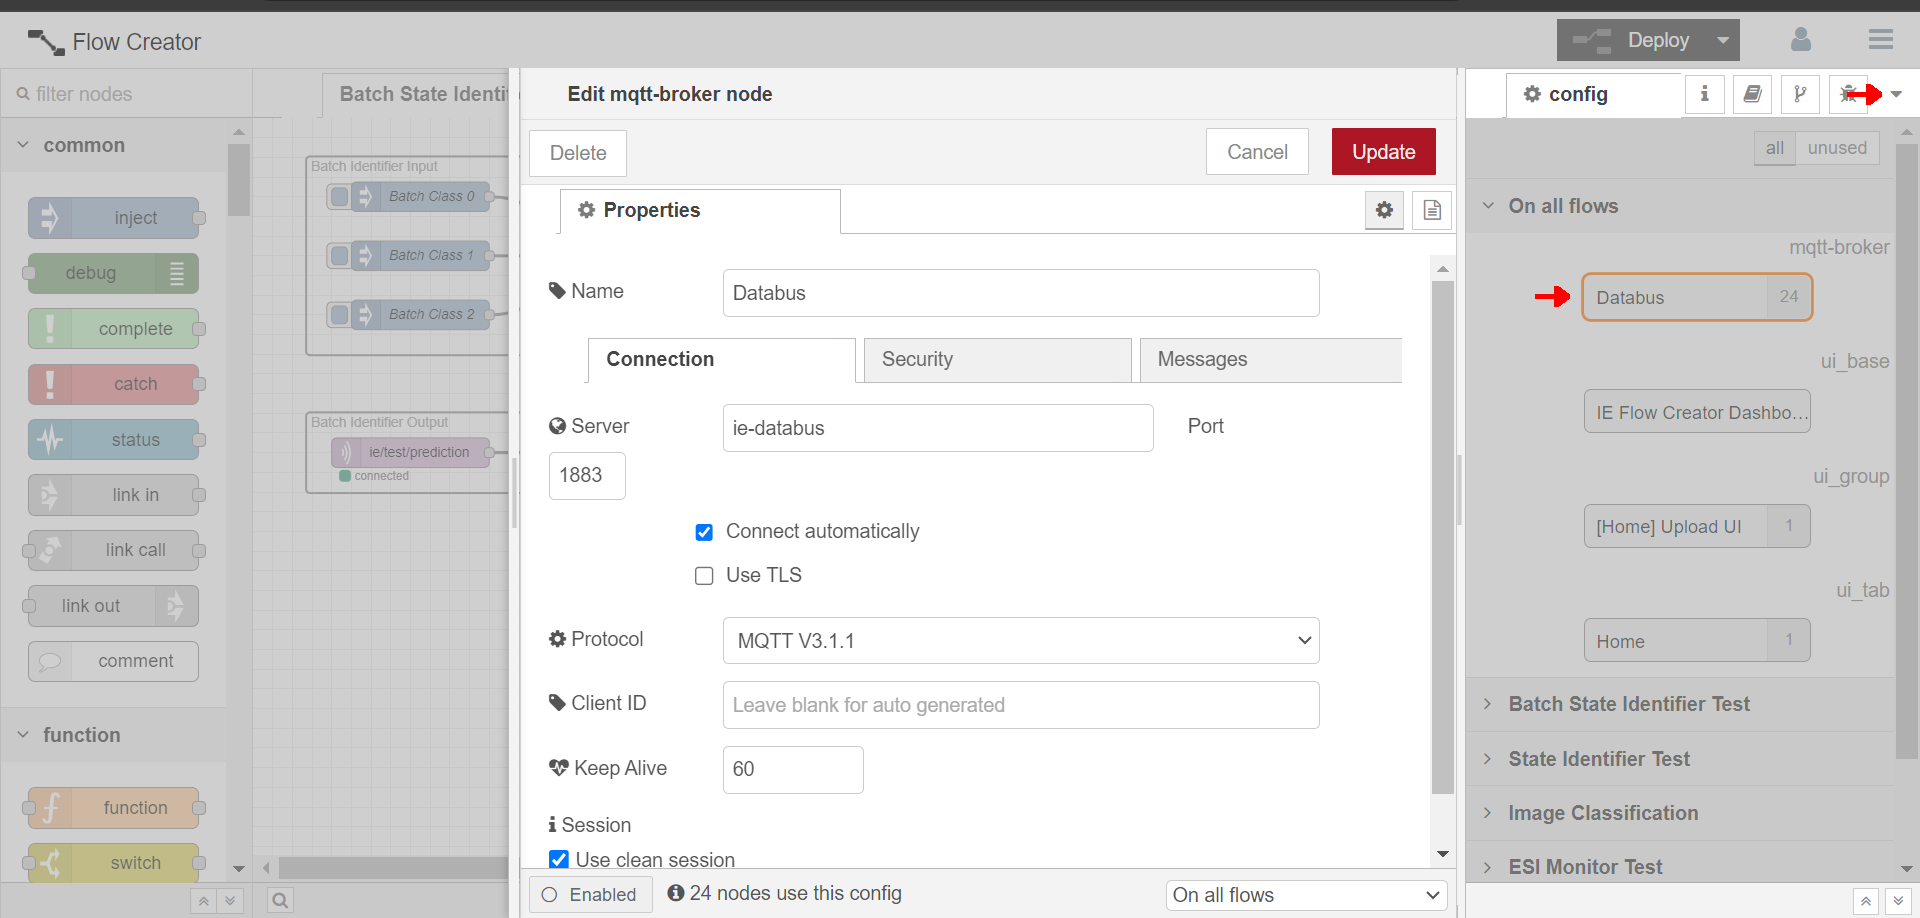 Flow Creator
Deploy
filter nodes
common
inject
debug
complete
catch
status
link in
link call
link out
comment
function
function
switch
Batch State Identif
Batch Identifier Input
Batch Class 0
Batch Class 1
Batch Class 2
Batch Identifier Output
ie/test/prediction
connected
Edit mqtt-broker node
Delete
Cancel
Update
Properties
Name
Databus
Connection
Security
Messages
Server
ie-databus
Port
1883
Connect automatically
Use TLS
Protocol
MQTT V3.1.1
Client ID
Leave blank for auto generated
Keep Alive
60
Session
Use clean session
Enabled
24 nodes use this config
On all flows
config
all
unused
On all flows
mqtt-broker
Databus
24
ui_base
IE Flow Creator Dashbo...
ui_group
[Home] Upload UI
1
ui_tab
Home
1
Batch State Identifier Test
State Identifier Test
Image Classification
ESI Monitor Test